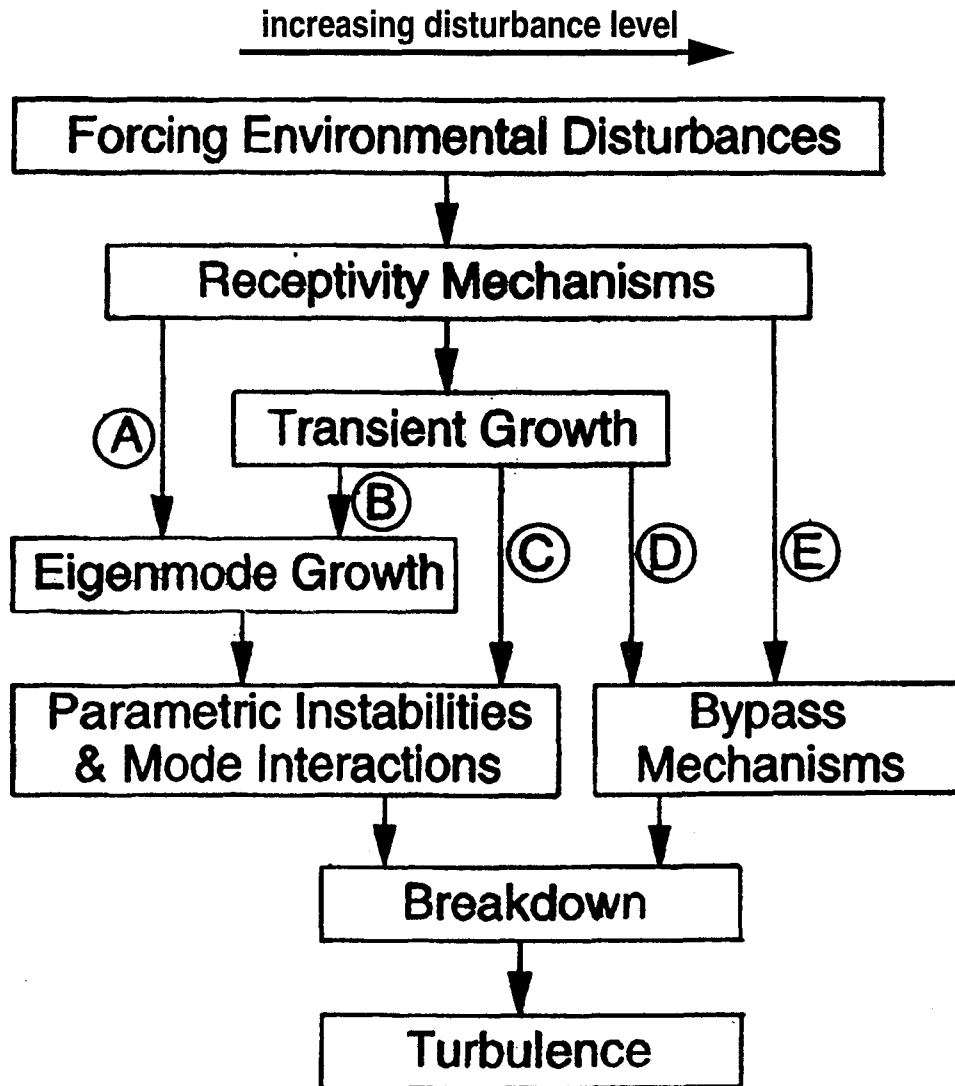 increasing disturbance level
Forcing Environmental Disturbances
Receptivity Mechanisms
Transient Growth
A
B
Eigenmode Growth
C
D
E
Parametric Instabilities
& Mode Interactions
Bypass
Mechanisms
Breakdown
Turbulence